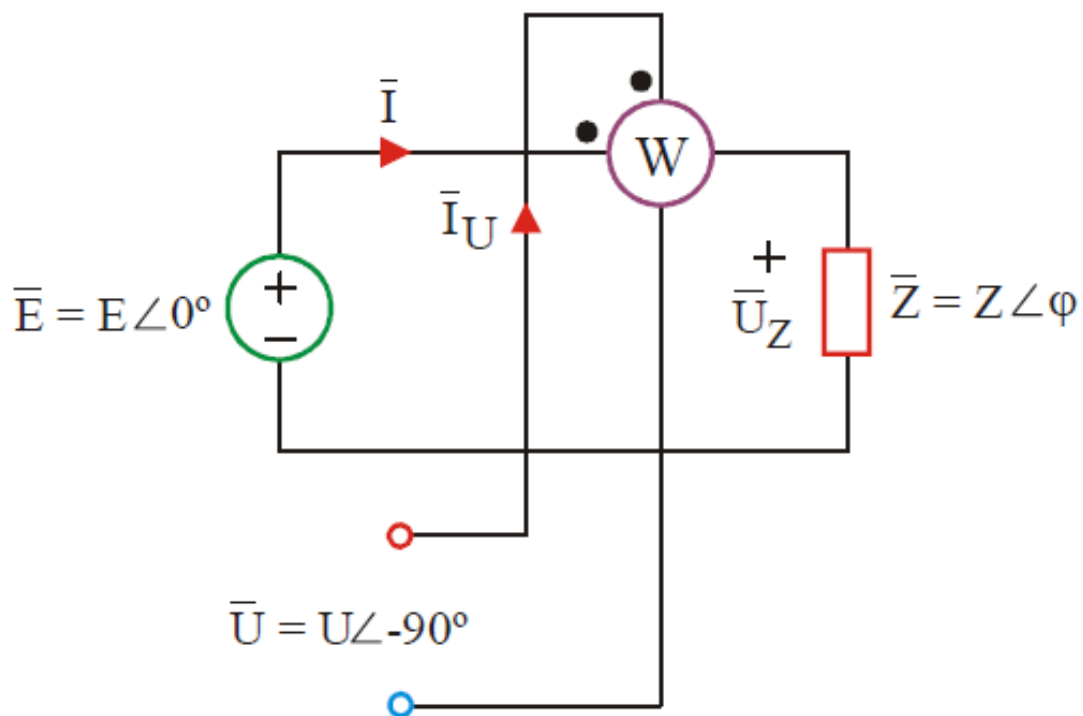 Ī
W
Ī_U
+
−
Ē = E∠0º
+
Ū_Z
Z̄ = Z∠φ
Ū = U∠-90º